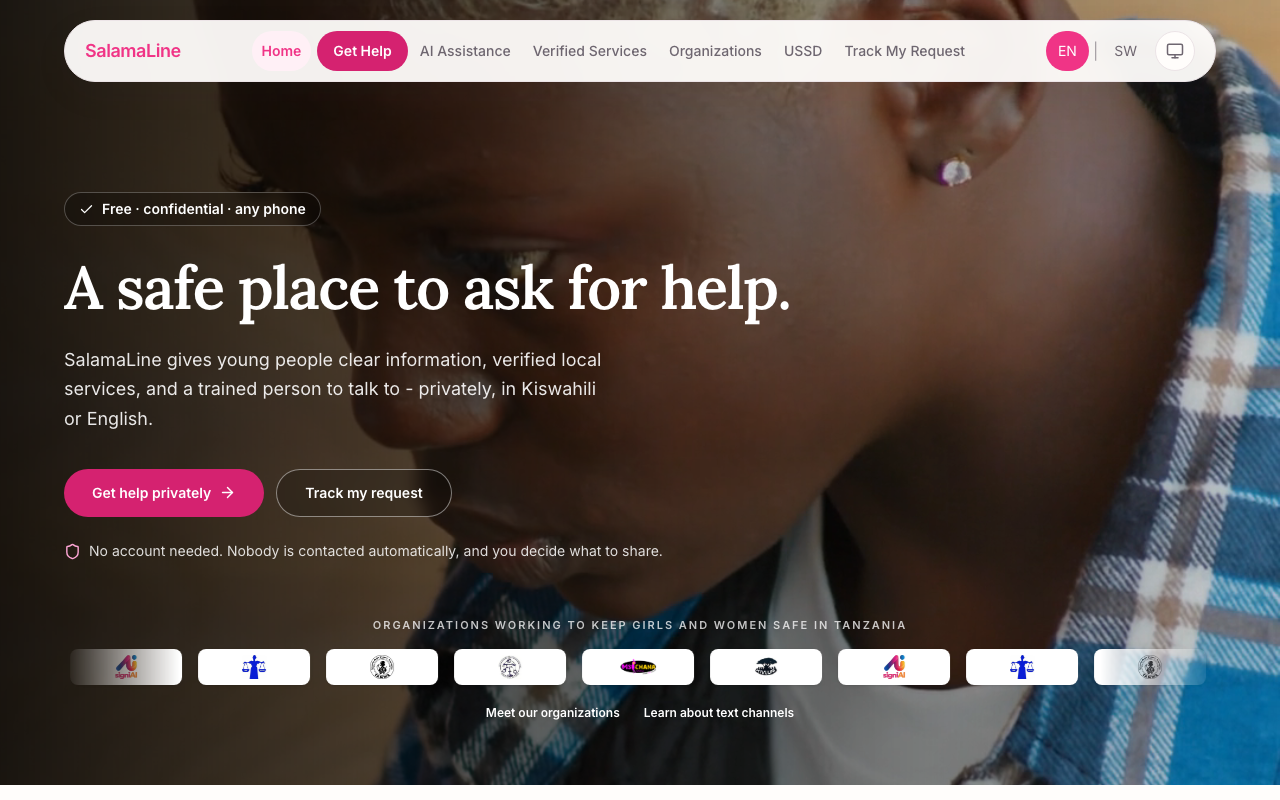 SalamaLine
Home
Get Help
AI Assistance
Verified Services
Organizations
USSD
Track My Request
EN
SW
Free · confidential · any phone
A safe place to ask for help.
SalamaLine gives young people clear information, verified local
services, and a trained person to talk to - privately, in Kiswahili
or English.
Get help privately
Track my request
No account needed. Nobody is contacted automatically, and you decide what to share.
ORGANIZATIONS WORKING TO KEEP GIRLS AND WOMEN SAFE IN TANZANIA
signiAI
signiAI
Meet our organizations
Learn about text channels